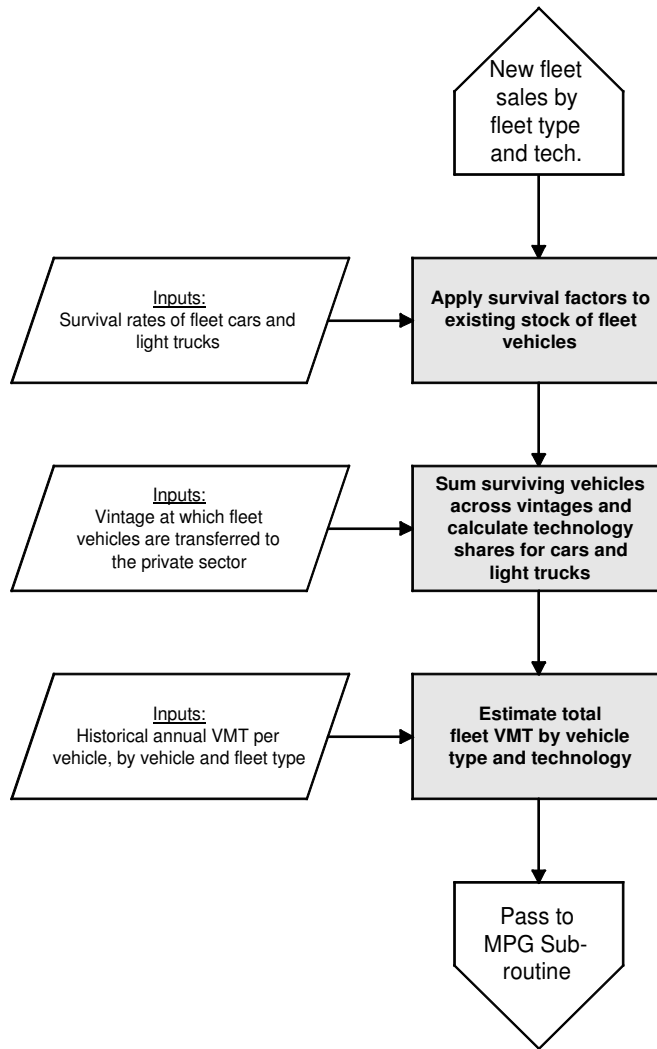 New fleet
sales by
fleet type
and tech.
Inputs:
Survival rates of fleet cars and
light trucks
Apply survival factors to
existing stock of fleet
vehicles
Inputs:
Vintage at which fleet
vehicles are transferred to
the private sector
Sum surviving vehicles
across vintages and
calculate technology
shares for cars and
light trucks
Inputs:
Historical annual VMT per
vehicle, by vehicle and fleet type
Estimate total
fleet VMT by vehicle
type and technology
Pass to
MPG Sub-
routine